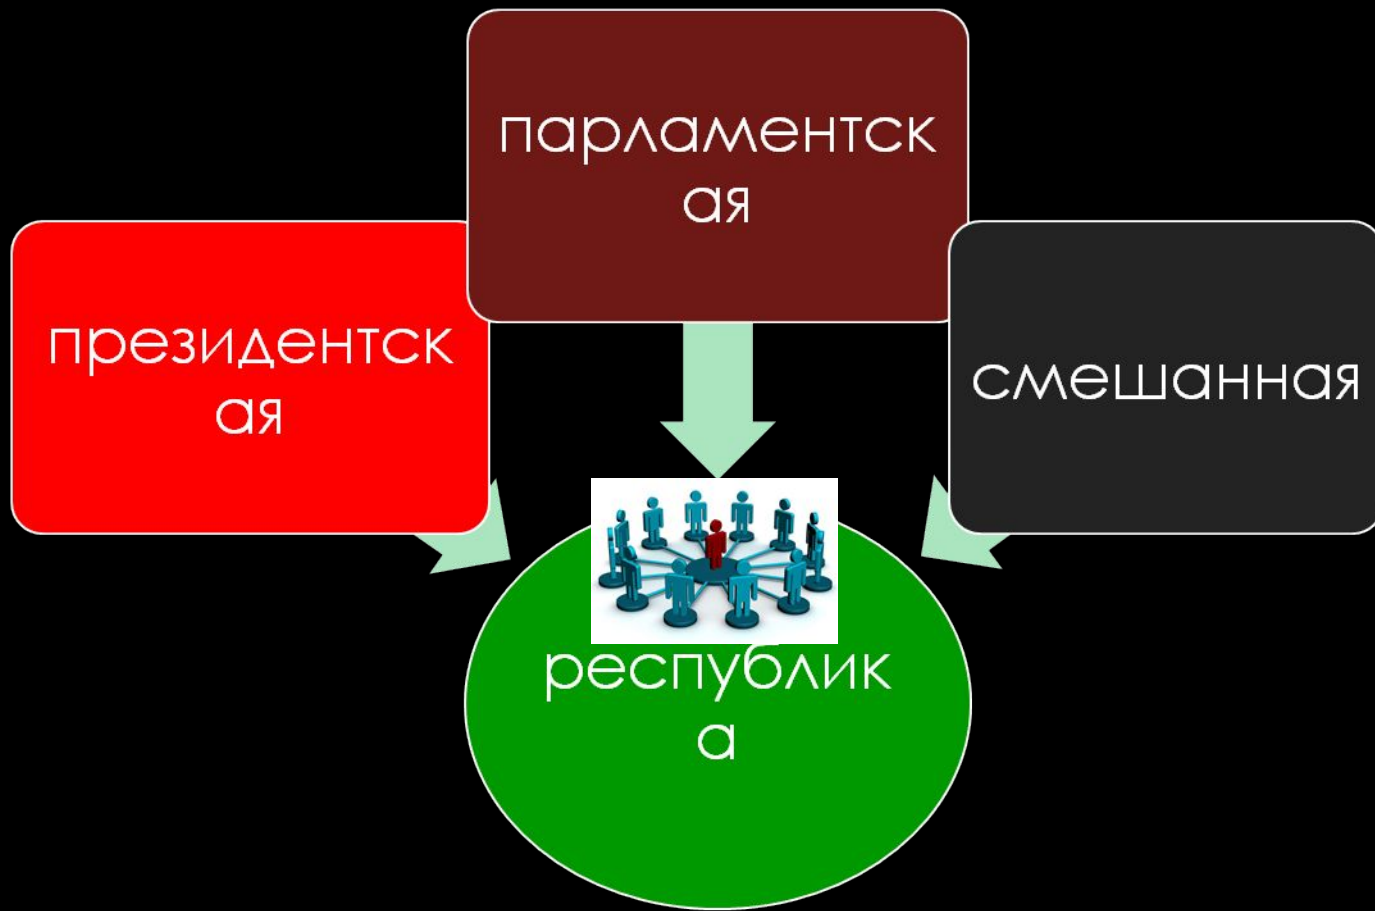 парламентск
ая
президентск
ая
смешанная
республик
а